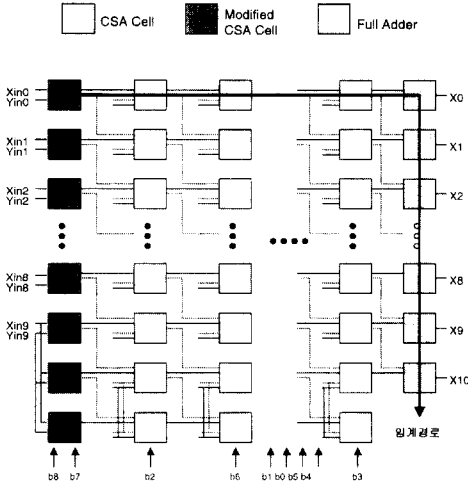 CSA Cell
Modified
CSA Cell
Full Adder
Xin0
Yin0
X0
Xin1
Yin1
X1
Xin2
Yin2
X2
Xin8
Yin8
X8
Xin9
Yin9
X9
X10
임계경로
b8 b7 b2 b6 b1 b0 b5 b4 b3